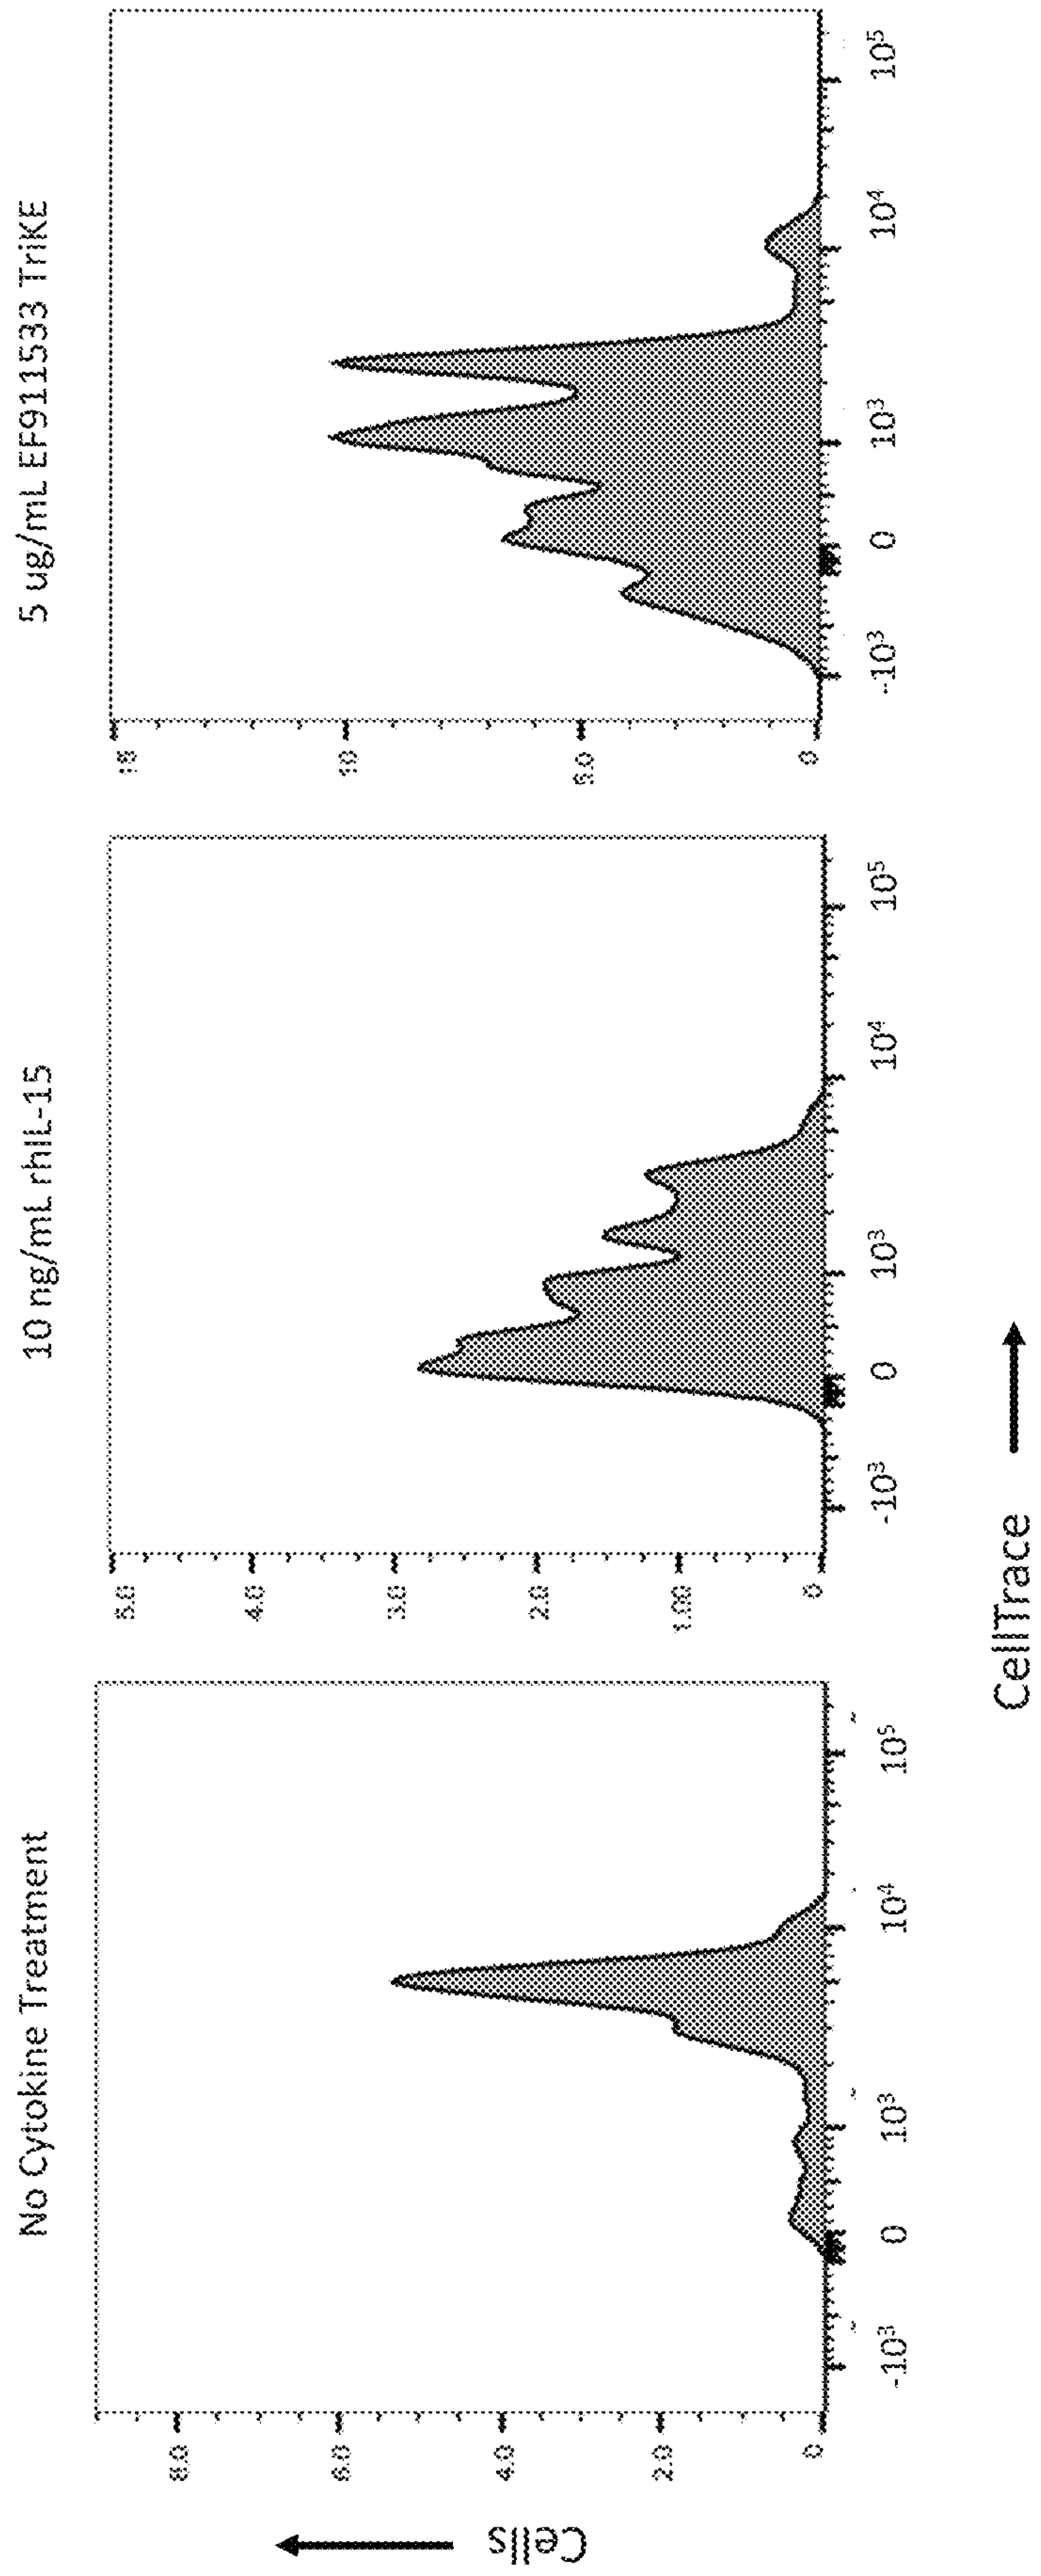 No Cytokine Treatment
10 ng/mL rhIL-15
5 ug/mL EF911533 TriKE
Cells
8.0
6.0
4.0
2.0
0
-10³ 0 10³ 10⁴ 10⁵
5.0
4.0
3.0
2.0
1.00
0
-10³ 0 10³ 10⁴ 10⁵
15
10
5.0
0
-10³ 0 10³ 10⁴ 10⁵
CellTrace